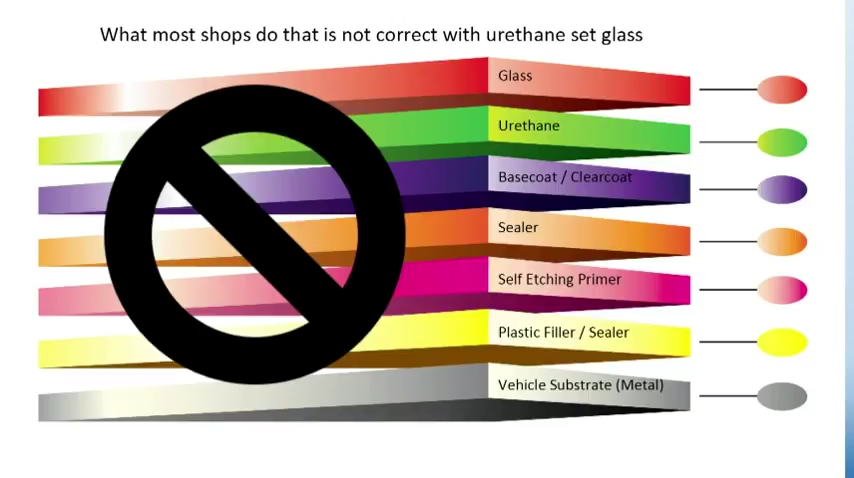 What most shops do that is not correct with urethane set glass
Glass
Urethane
Basecoat / Clearcoat
Sealer
Self Etching Primer
Plastic Filler / Sealer
Vehicle Substrate (Metal)